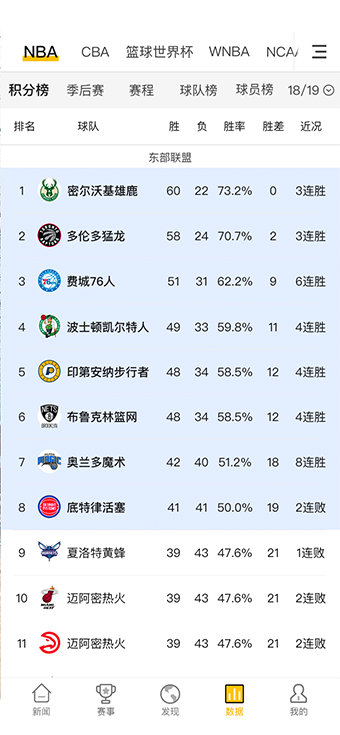 NBA CBA 篮球世界杯 WNBA NCA
积分榜 季后赛 赛程 球队榜 球员榜 18/19
排名 球队 胜 负 胜率 胜差 近况
东部联盟
1 密尔沃基雄鹿 60 22 73.2% 0 3连胜
2 多伦多猛龙 58 24 70.7% 2 3连胜
3 费城76人 51 31 62.2% 9 6连胜
4 波士顿凯尔特人 49 33 59.8% 11 4连胜
5 印第安纳步行者 48 34 58.5% 12 4连胜
6 布鲁克林篮网 48 34 58.5% 12 4连胜
7 奥兰多魔术 42 40 51.2% 18 8连胜
8 底特律活塞 41 41 50.0% 19 2连败
9 夏洛特黄蜂 39 43 47.6% 21 1连败
10 迈阿密热火 39 43 47.6% 21 2连败
11 迈阿密热火 39 43 47.6% 21 2连败
新闻 赛事 发现 数据 我的